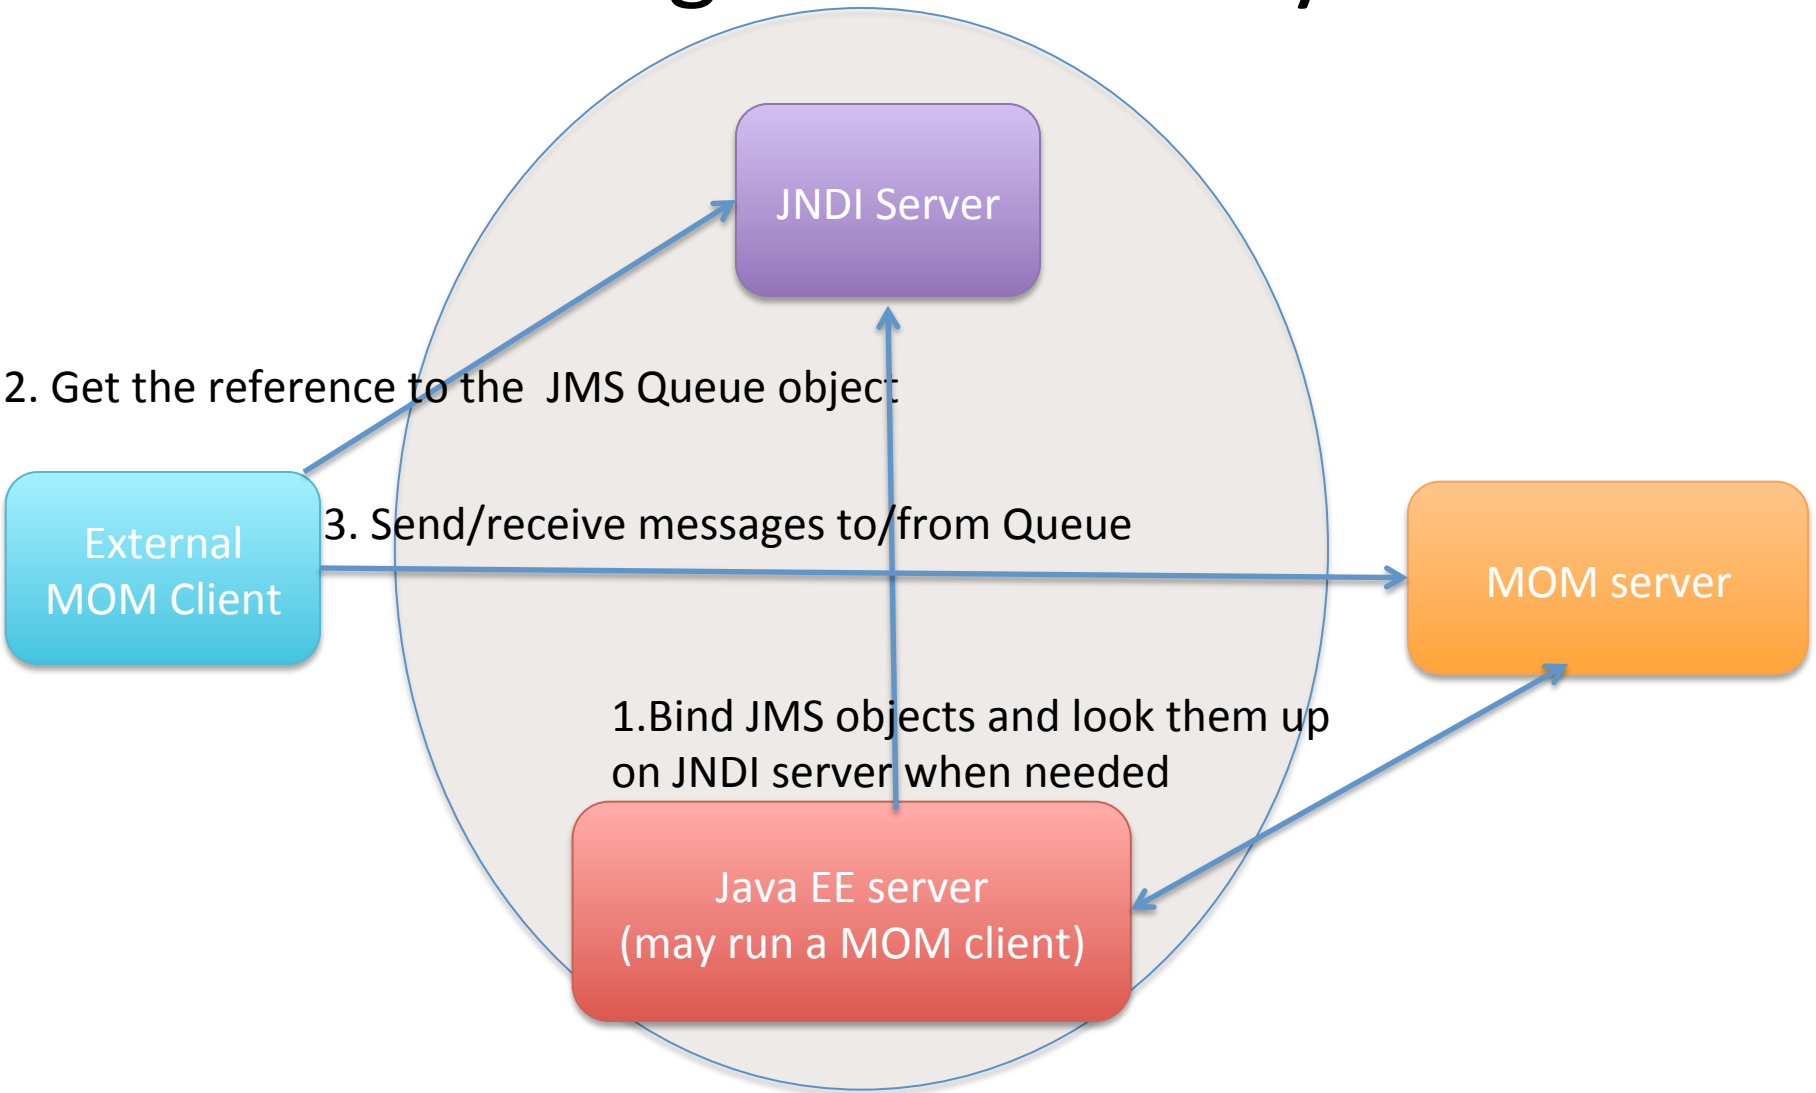 JNDI Server
2. Get the reference to the JMS Queue object
External
MOM Client
3. Send/receive messages to/from Queue
MOM server
1.Bind JMS objects and look them up
on JNDI server when needed
Java EE server
(may run a MOM client)